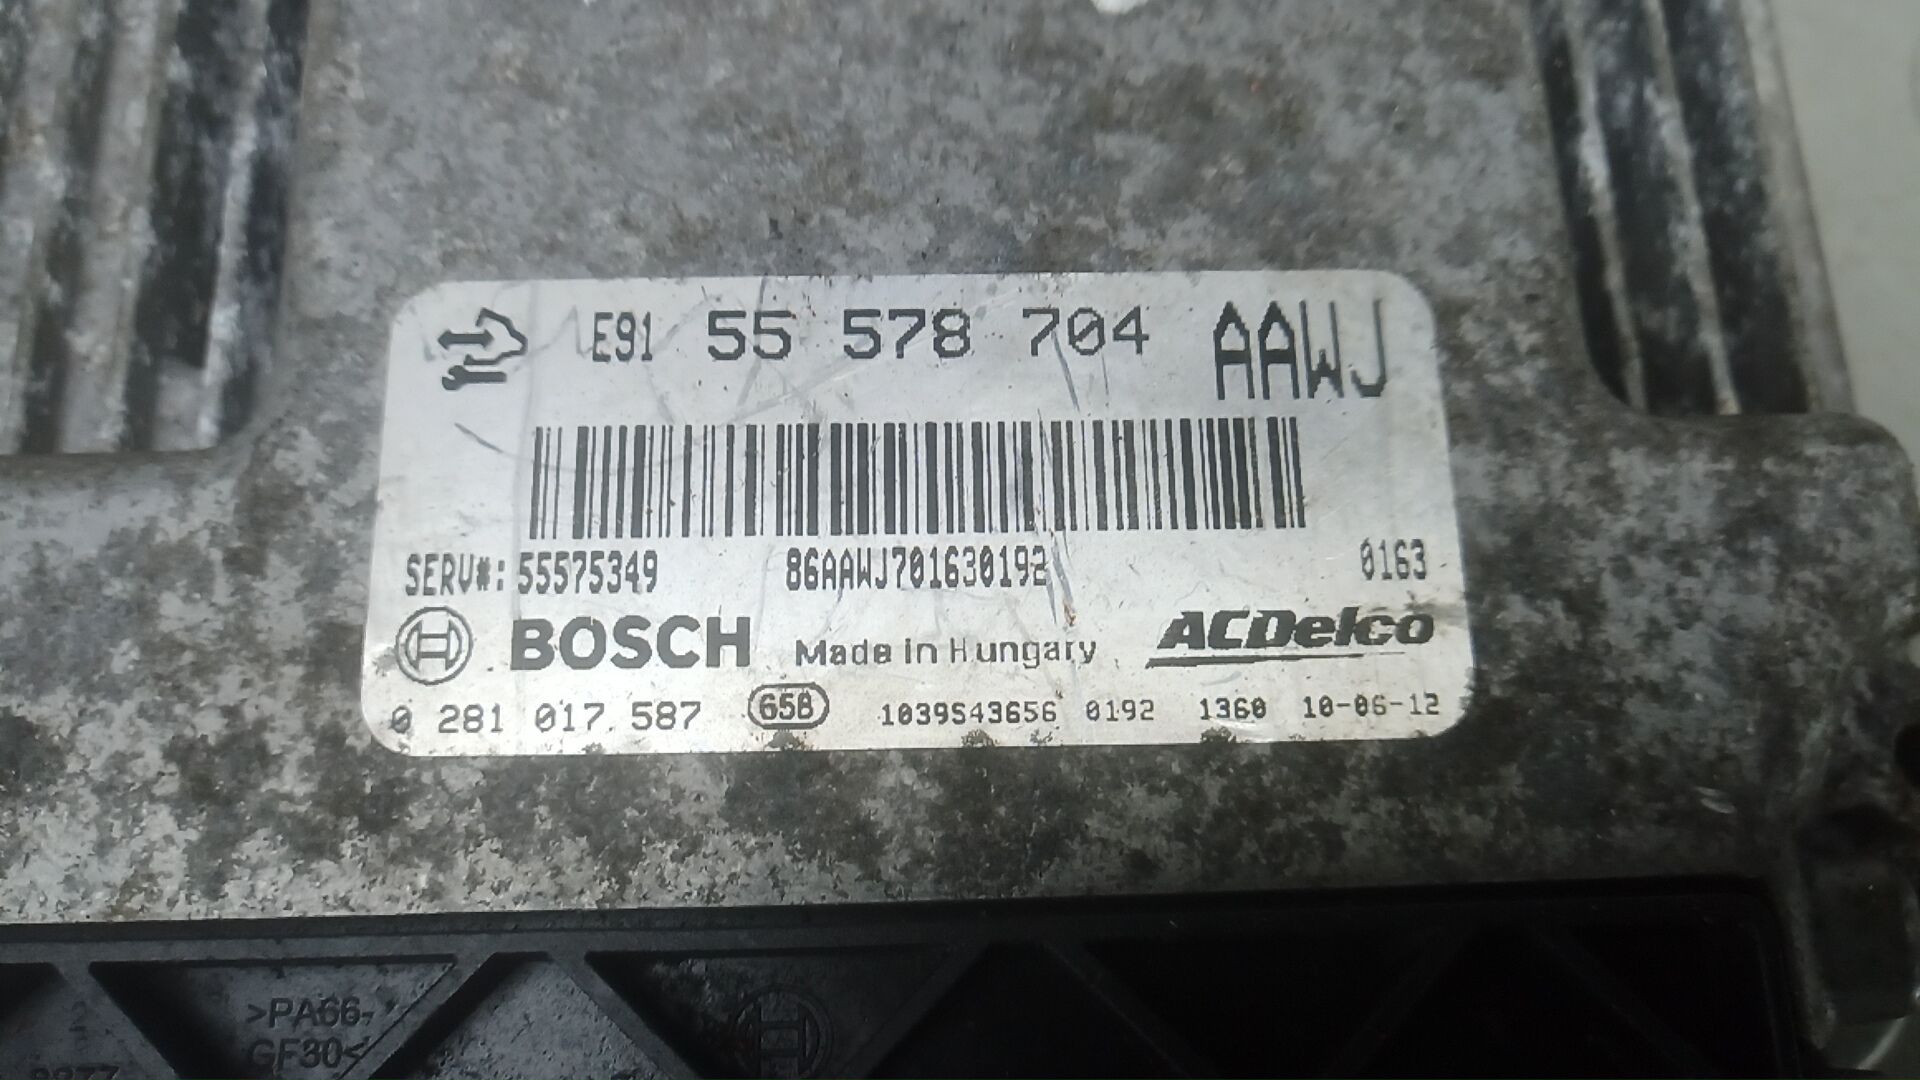 E91 55 578 704 AAWJ
SERV#: 55575349 86AAWJ701630192 0163
BOSCH Made in Hungary ACDelco
0 281 017 587 65B 1039S43656 0192 1360 10-06-12
>PA66-
GF30<